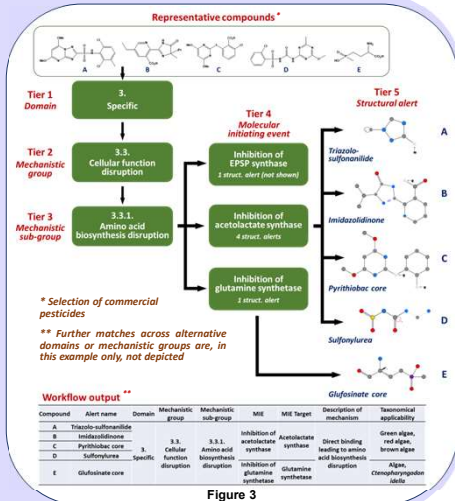 Representative compounds *
A
B
C
D
E
Tier 1
Domain
3.
Specific
Tier 2
Mechanistic
group
3.3.
Cellular function
disruption
Tier 3
Mechanistic
sub-group
3.3.1.
Amino acid
biosynthesis disruption
Tier 4
Molecular
initiating event
Inhibition of
EPSP synthase
1 struct. alert (not shown)
Inhibition of
acetolactate synthase
4 struct. alerts
Inhibition of
glutamine synthetase
1 struct. alert
Tier 5
Structural alert
A
Triazolo-
sulfonanilide
B
Imidazolidinone
C
Pyrithiobac core
D
Sulfonylurea
E
Glufosinate core
* Selection of commercial
pesticides
** Further matches across alternative
domains or mechanistic groups are, in
this example only, not depicted
Workflow output **
Compound Alert name Domain Mechanistic group Mechanistic sub-group MIE MIE Target Description of mechanism Taxonomical applicability
A Triazolo-sulfonanilide
B Imidazolidinone
C Pyrithiobac core
D Sulfonylurea
E Glufosinate core
3. Specific
3.3. Cellular function disruption
3.3.1. Amino acid biosynthesis disruption
Inhibition of acetolactate synthase
Acetolactate synthase
Inhibition of glutamine synthetase
Glutamine synthetase
Direct binding leading to amino acid biosynthesis disruption
Green algae, red algae, brown algae
Algae, Ctenopharyngodon idella
Figure 3